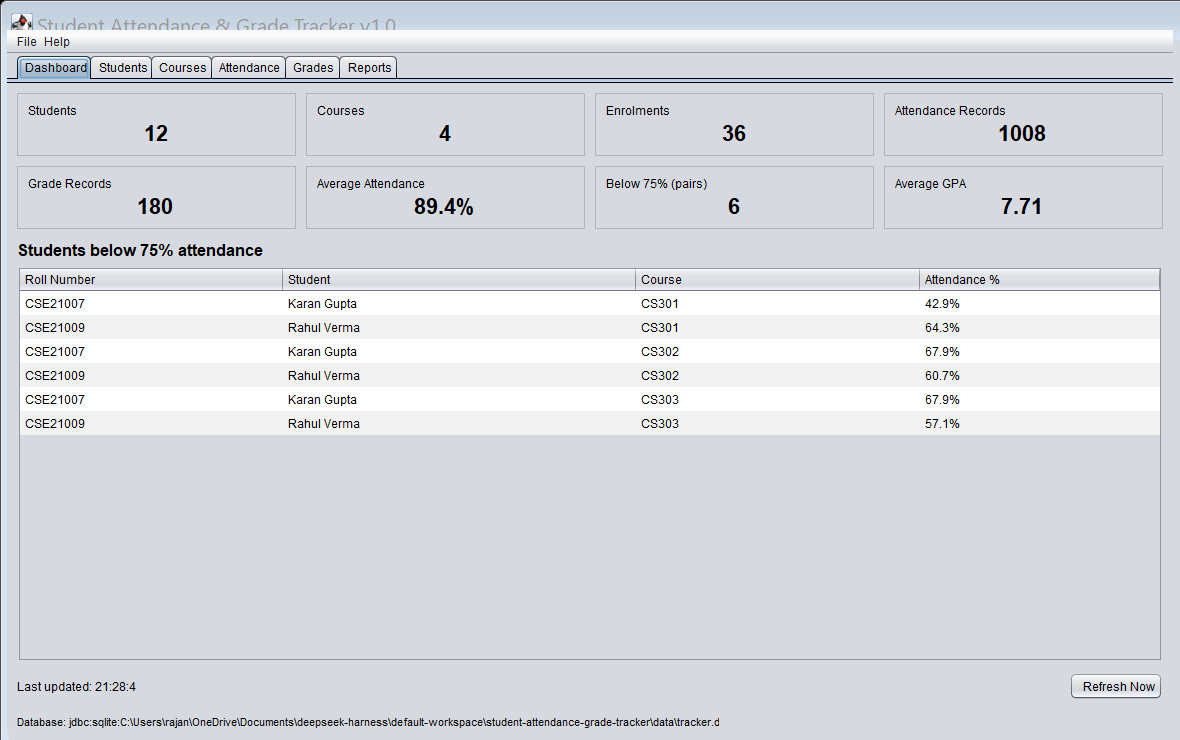 Student Attendance & Grade Tracker v1.0
File Help
Dashboard Students Courses Attendance Grades Reports
Students Courses Enrolments Attendance Records
12 4 36 1008
Grade Records Average Attendance Below 75% (pairs) Average GPA
180 89.4% 6 7.71
Students below 75% attendance
Roll Number Student Course Attendance %
CSE21007 Karan Gupta CS301 42.9%
CSE21009 Rahul Verma CS301 64.3%
CSE21007 Karan Gupta CS302 67.9%
CSE21009 Rahul Verma CS302 60.7%
CSE21007 Karan Gupta CS303 67.9%
CSE21009 Rahul Verma CS303 57.1%
Last updated: 21:28:4 Refresh Now
Database: jdbc:sqlite:C:\Users\rajan\OneDrive\Documents\deepseek-harness\default-workspace\student-attendance-grade-tracker\data\tracker.d